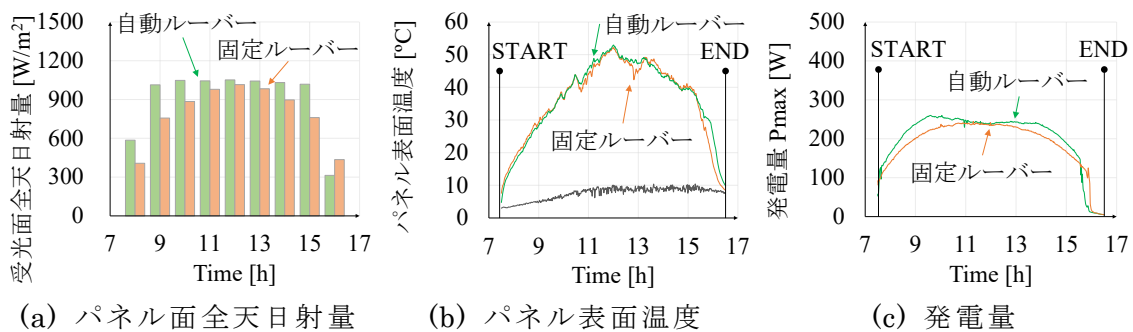 受光面全天日射量 [W/m²]
1500
1200
900
600
300
0
自動ルーバー
固定ルーバー
7 9 11 13 15 17
Time [h]
(a) パネル面全天日射量
パネル表面温度 [℃]
60
50
40
30
20
10
0
START
自動ルーバー
END
固定ルーバー
7 9 11 13 15 17
Time [h]
(b) パネル表面温度
発電量 Pmax [W]
500
400
300
200
100
0
START
END
自動ルーバー
固定ルーバー
7 9 11 13 15 17
Time [h]
(c) 発電量